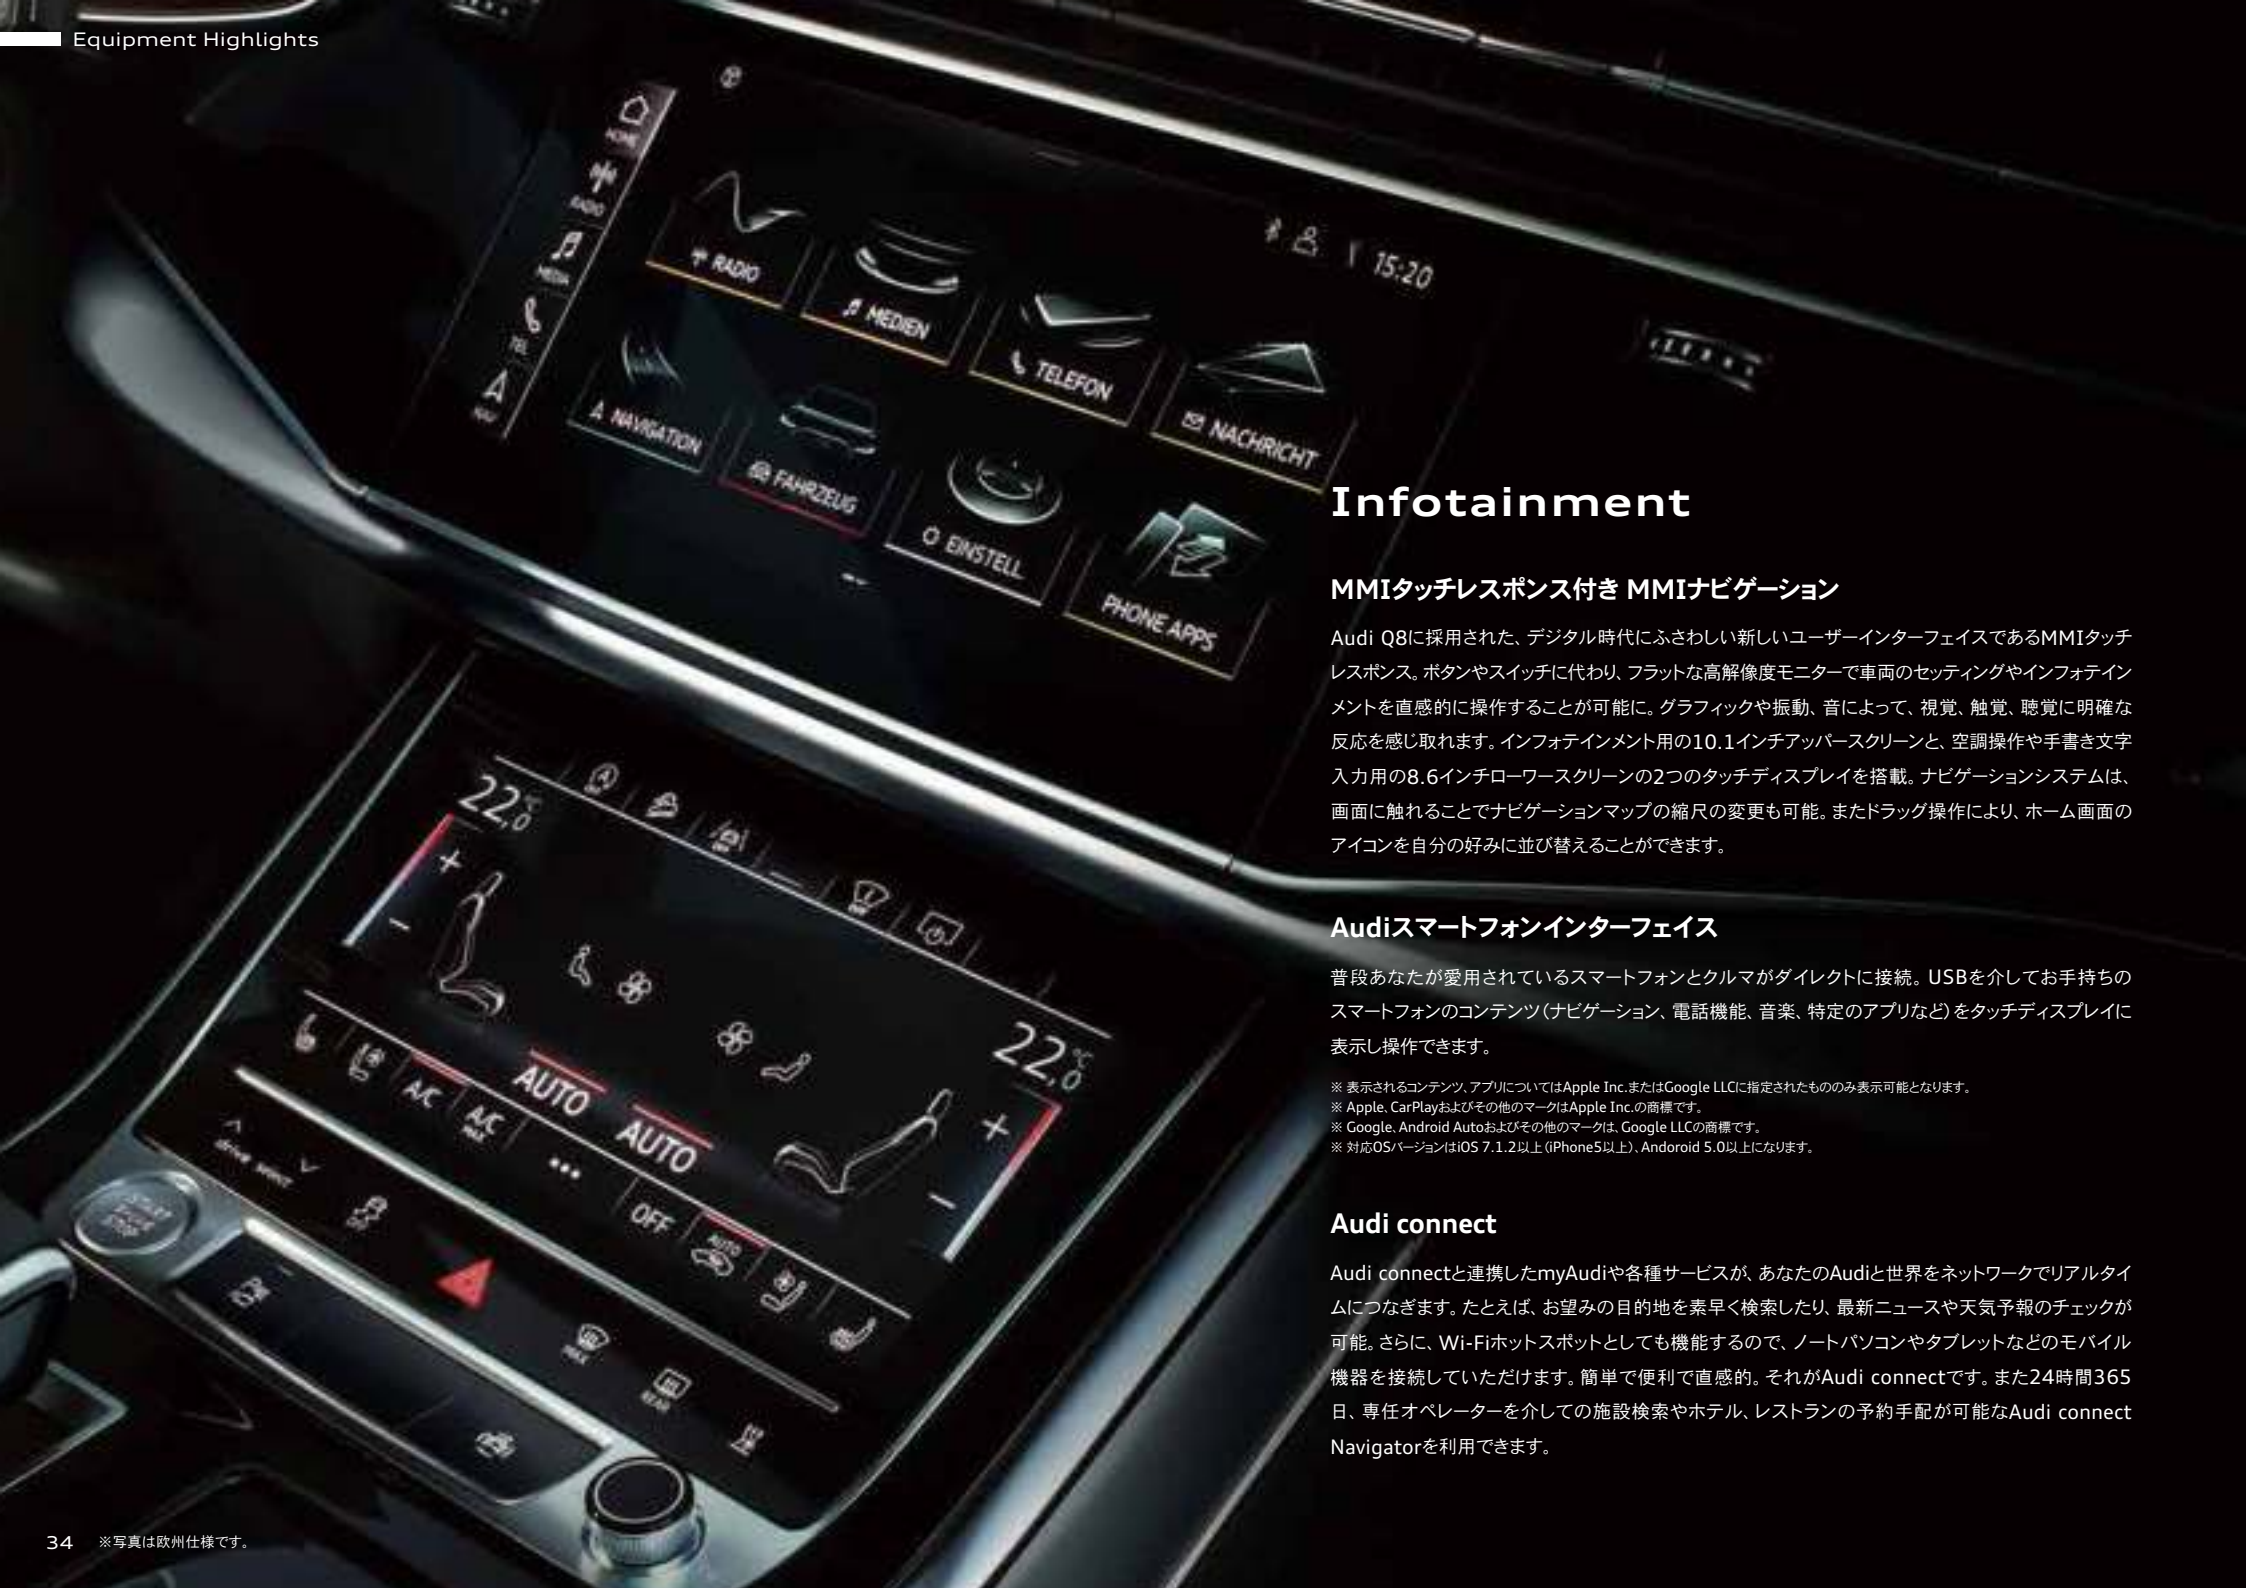 Equipment Highlights
HOME
RADIO
MEDIA
TEL
15:20
RADIO
MEDIEN
TELEFON
NACHRICHT
NAVIGATION
FAHRZEUG
EINSTELL
PHONE APPS
22,0 °C
22,0 °C
AUTO
AUTO
A/C
A/C
MAX
OFF
AUTO
drive select
MAX
REAR
Infotainment
MMIタッチレスポンス付き MMIナビゲーション
Audi Q8に採用された、デジタル時代にふさわしい新しいユーザーインターフェイスであるMMIタッチ
レスポンス。ボタンやスイッチに代わり、フラットな高解像度モニターで車両のセッティングやインフォテイン
メントを直感的に操作することが可能に。グラフィックや振動、音によって、視覚、触覚、聴覚に明確な
反応を感じ取れます。インフォテインメント用の10.1インチアッパースクリーンと、空調操作や手書き文字
入力用の8.6インチローワースクリーンの2つのタッチディスプレイを搭載。ナビゲーションシステムは、
画面に触れることでナビゲーションマップの縮尺の変更も可能。またドラッグ操作により、ホーム画面の
アイコンを自分の好みに並び替えることができます。
Audiスマートフォンインターフェイス
普段あなたが愛用されているスマートフォンとクルマがダイレクトに接続。USBを介してお手持ちの
スマートフォンのコンテンツ（ナビゲーション、電話機能、音楽、特定のアプリなど）をタッチディスプレイに
表示し操作できます。
※ 表示されるコンテンツ、アプリについてはApple Inc.またはGoogle LLCに指定されたもののみ表示可能となります。
※ Apple、CarPlayおよびその他のマークはApple Inc.の商標です。
※ Google、Android Autoおよびその他のマークは、Google LLCの商標です。
※ 対応OSバージョンはiOS 7.1.2以上（iPhone5以上）、Andoroid 5.0以上になります。
Audi connect
Audi connectと連携したmyAudiや各種サービスが、あなたのAudiと世界をネットワークでリアルタイ
ムにつなぎます。たとえば、お望みの目的地を素早く検索したり、最新ニュースや天気予報のチェックが
可能。さらに、Wi-Fiホットスポットとしても機能するので、ノートパソコンやタブレットなどのモバイル
機器を接続していただけます。簡単で便利で直感的。それがAudi connectです。また24時間365
日、専任オペレーターを介しての施設検索やホテル、レストランの予約手配が可能なAudi connect
Navigatorを利用できます。
34 ※写真は欧州仕様です。